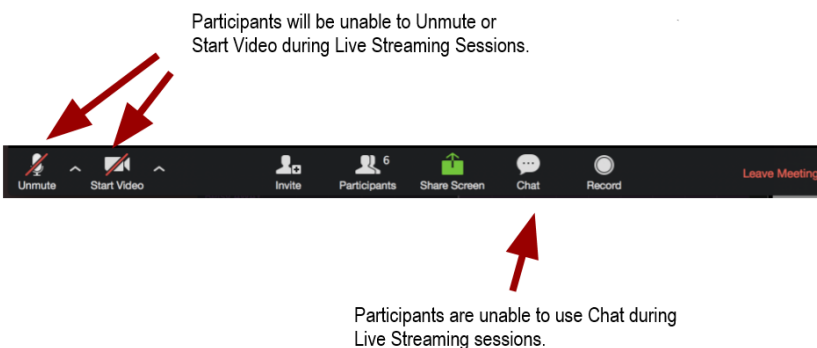 Participants will be unable to Unmute or
Start Video during Live Streaming Sessions.
6
Unmute
Start Video
Invite
Participants
Share Screen
Chat
Record
Leave Meeting
Participants are unable to use Chat during
Live Streaming sessions.